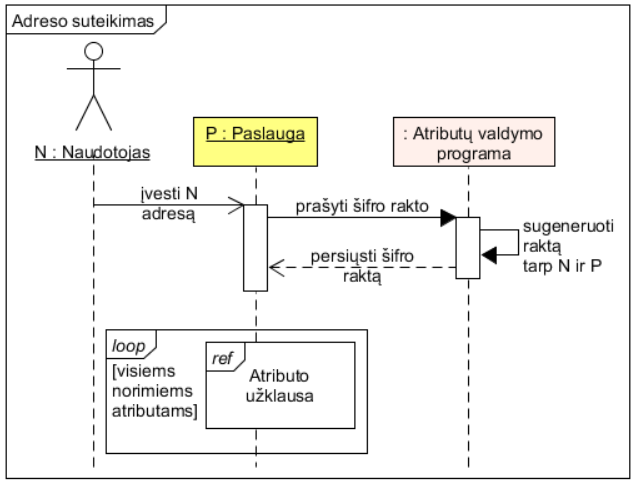 Adreso suteikimas
N : Naudotojas
P : Paslauga
: Atributų valdymo
programa
įvesti N
adresą
prašyti šifro rakto
sugeneruoti
raktą
tarp N ir P
persiųsti šifro
raktą
loop
[visiems
norimiems
atributams]
ref
Atributo
užklausa